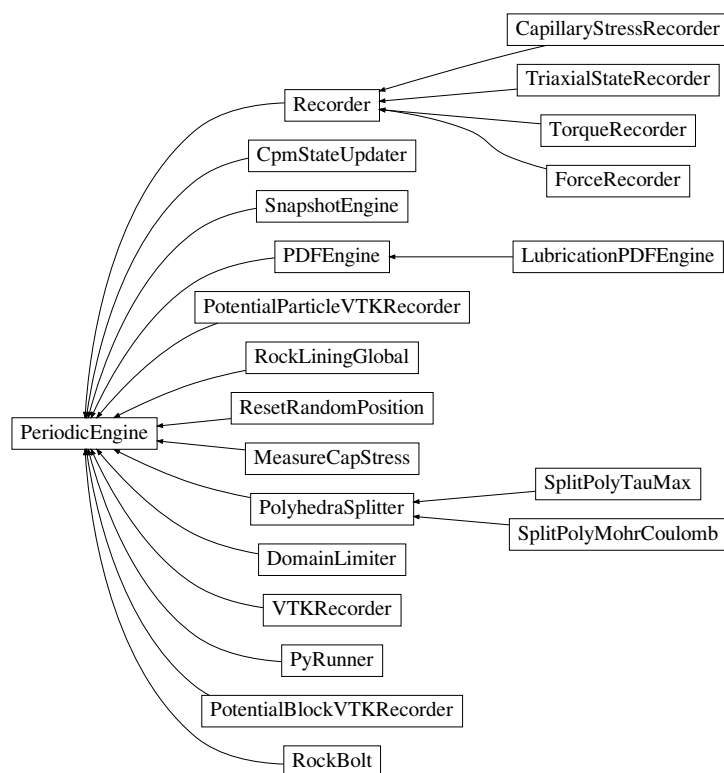 CapillaryStressRecorder
TriaxialStateRecorder
Recorder
TorqueRecorder
CpmStateUpdater
ForceRecorder
SnapshotEngine
PDFEngine
LubricationPDFEngine
PotentialParticleVTKRecorder
RockLiningGlobal
ResetRandomPosition
PeriodicEngine
MeasureCapStress
SplitPolyTauMax
PolyhedraSplitter
SplitPolyMohrCoulomb
DomainLimiter
VTKRecorder
PyRunner
PotentialBlockVTKRecorder
RockBolt